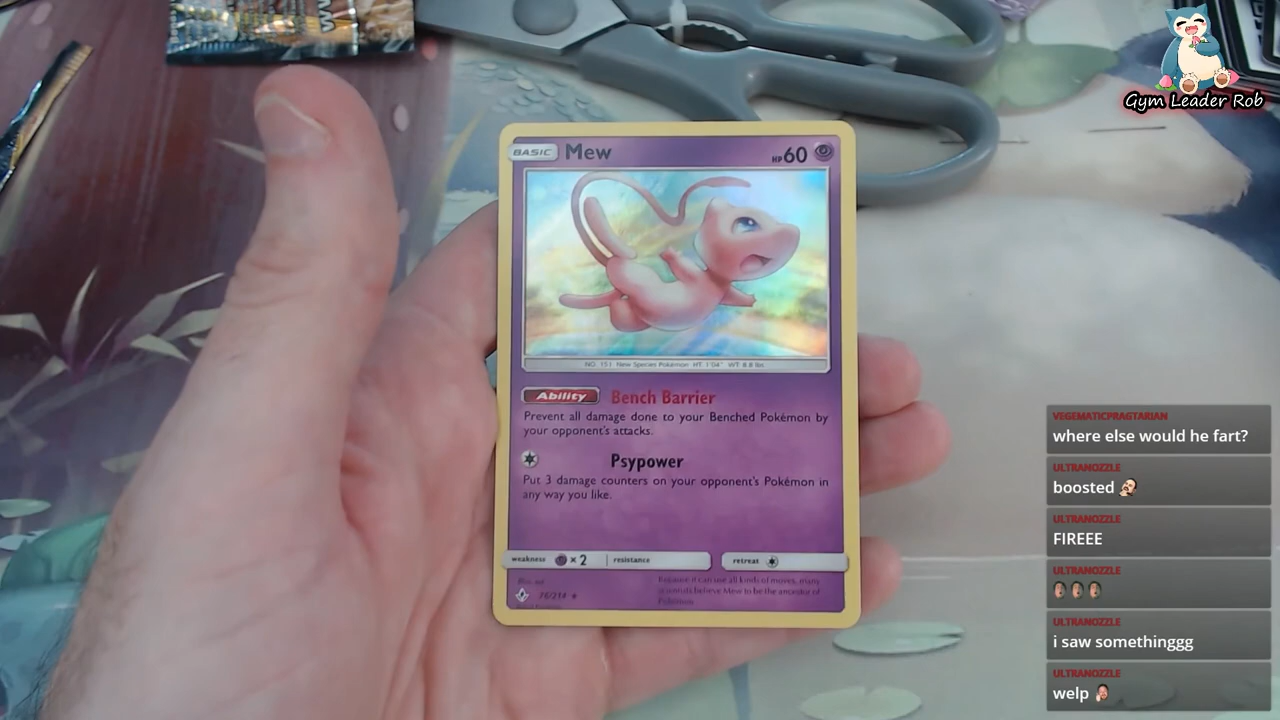 Gym Leader Rob
BASIC Mew HP 60
NO. 151 New Species Pokémon HT: 1'04" WT: 8.8 lbs
Ability Bench Barrier
Prevent all damage done to your Benched Pokémon by
your opponent's attacks.
Psypower
Put 3 damage counters on your opponent's Pokémon in
any way you like.
weakness ×2 resistance retreat
Because it can use all kinds of moves, many
scientists believe Mew to be the ancestor of
Pokémon.
76/214
VEGEMATICPRAGTARIAN
where else would he fart?
ULTRANOZZLE
boosted
ULTRANOZZLE
FIREEE
ULTRANOZZLE
ULTRANOZZLE
i saw somethinggg
ULTRANOZZLE
welp